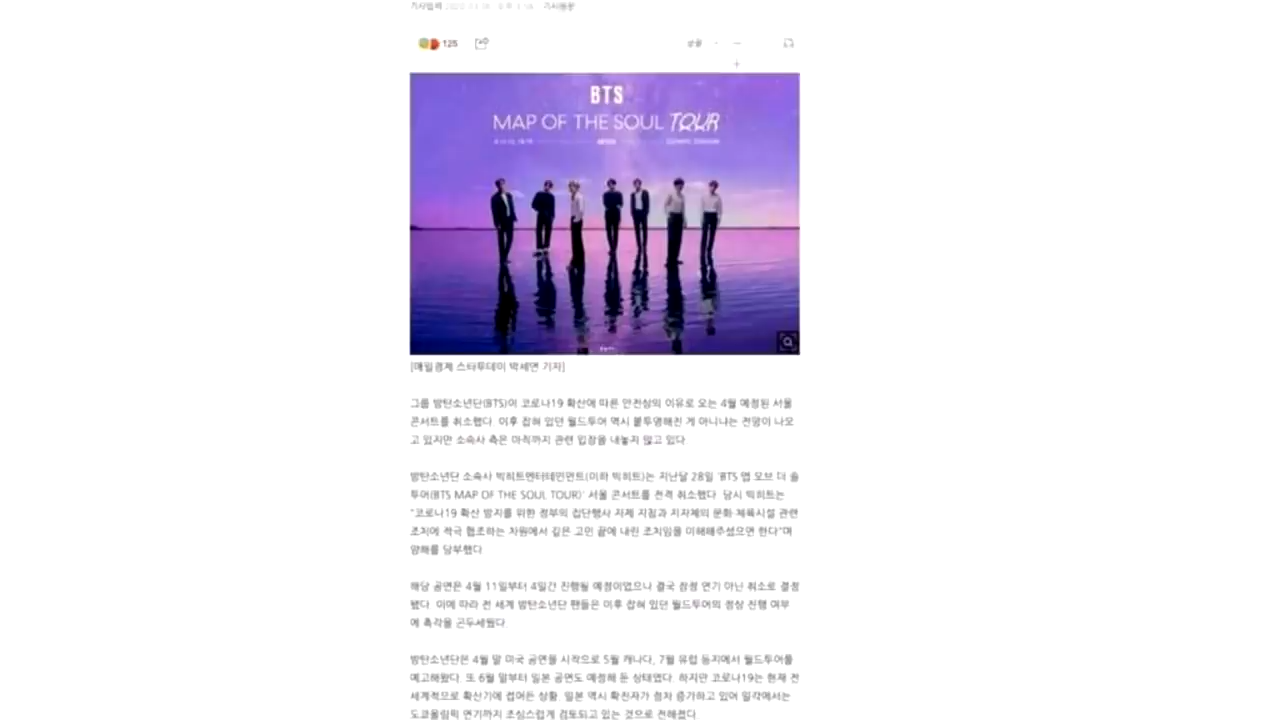 기사입력
기사원문
125
BTS
MAP OF THE SOUL TOUR
[매일경제 스타투데이 박세연 기자]
그룹 방탄소년단(BTS)이 코로나19 확산에 따른 안전상의 이유로 오는 4월 예정된 서울
콘서트를 취소했다. 이후 잡혀 있던 월드투어 역시 불투명해진 게 아니냐는 전망이 나오
고 있지만 소속사 측은 아직까지 관련 입장을 내놓지 않고 있다.
방탄소년단 소속사 빅히트엔터테인먼트(이하 빅히트)는 지난달 28일 'BTS 맵 오브 더 솔
투어(BTS MAP OF THE SOUL TOUR)' 서울 콘서트를 전격 취소했다. 당시 빅히트는
"코로나19 확산 방지를 위한 정부의 집단행사 자제 지침과 지자체의 문화·체육시설 관련
조치에 적극 협조하는 차원에서 깊은 고민 끝에 내린 조치임을 이해해주셨으면 한다"며
양해를 당부했다.
해당 공연은 4월 11일부터 4일간 진행될 예정이었으나 결국 잠정 연기 아닌 취소로 결정
됐다. 이에 따라 전 세계 방탄소년단 팬들은 이후 잡혀 있던 월드투어의 정상 진행 여부
에 촉각을 곤두세웠다.
방탄소년단은 4월 말 미국 공연을 시작으로 5월 캐나다, 7월 유럽 등지에서 월드투어를
예고해왔다. 또 6월 말부터 일본 공연도 예정해 둔 상태였다. 하지만 코로나19는 현재 전
세계적으로 확산기에 접어든 상황. 일본 역시 확진자가 점차 증가하고 있어 일각에서는
도쿄올림픽 연기까지 조심스럽게 검토되고 있는 것으로 전해졌다.